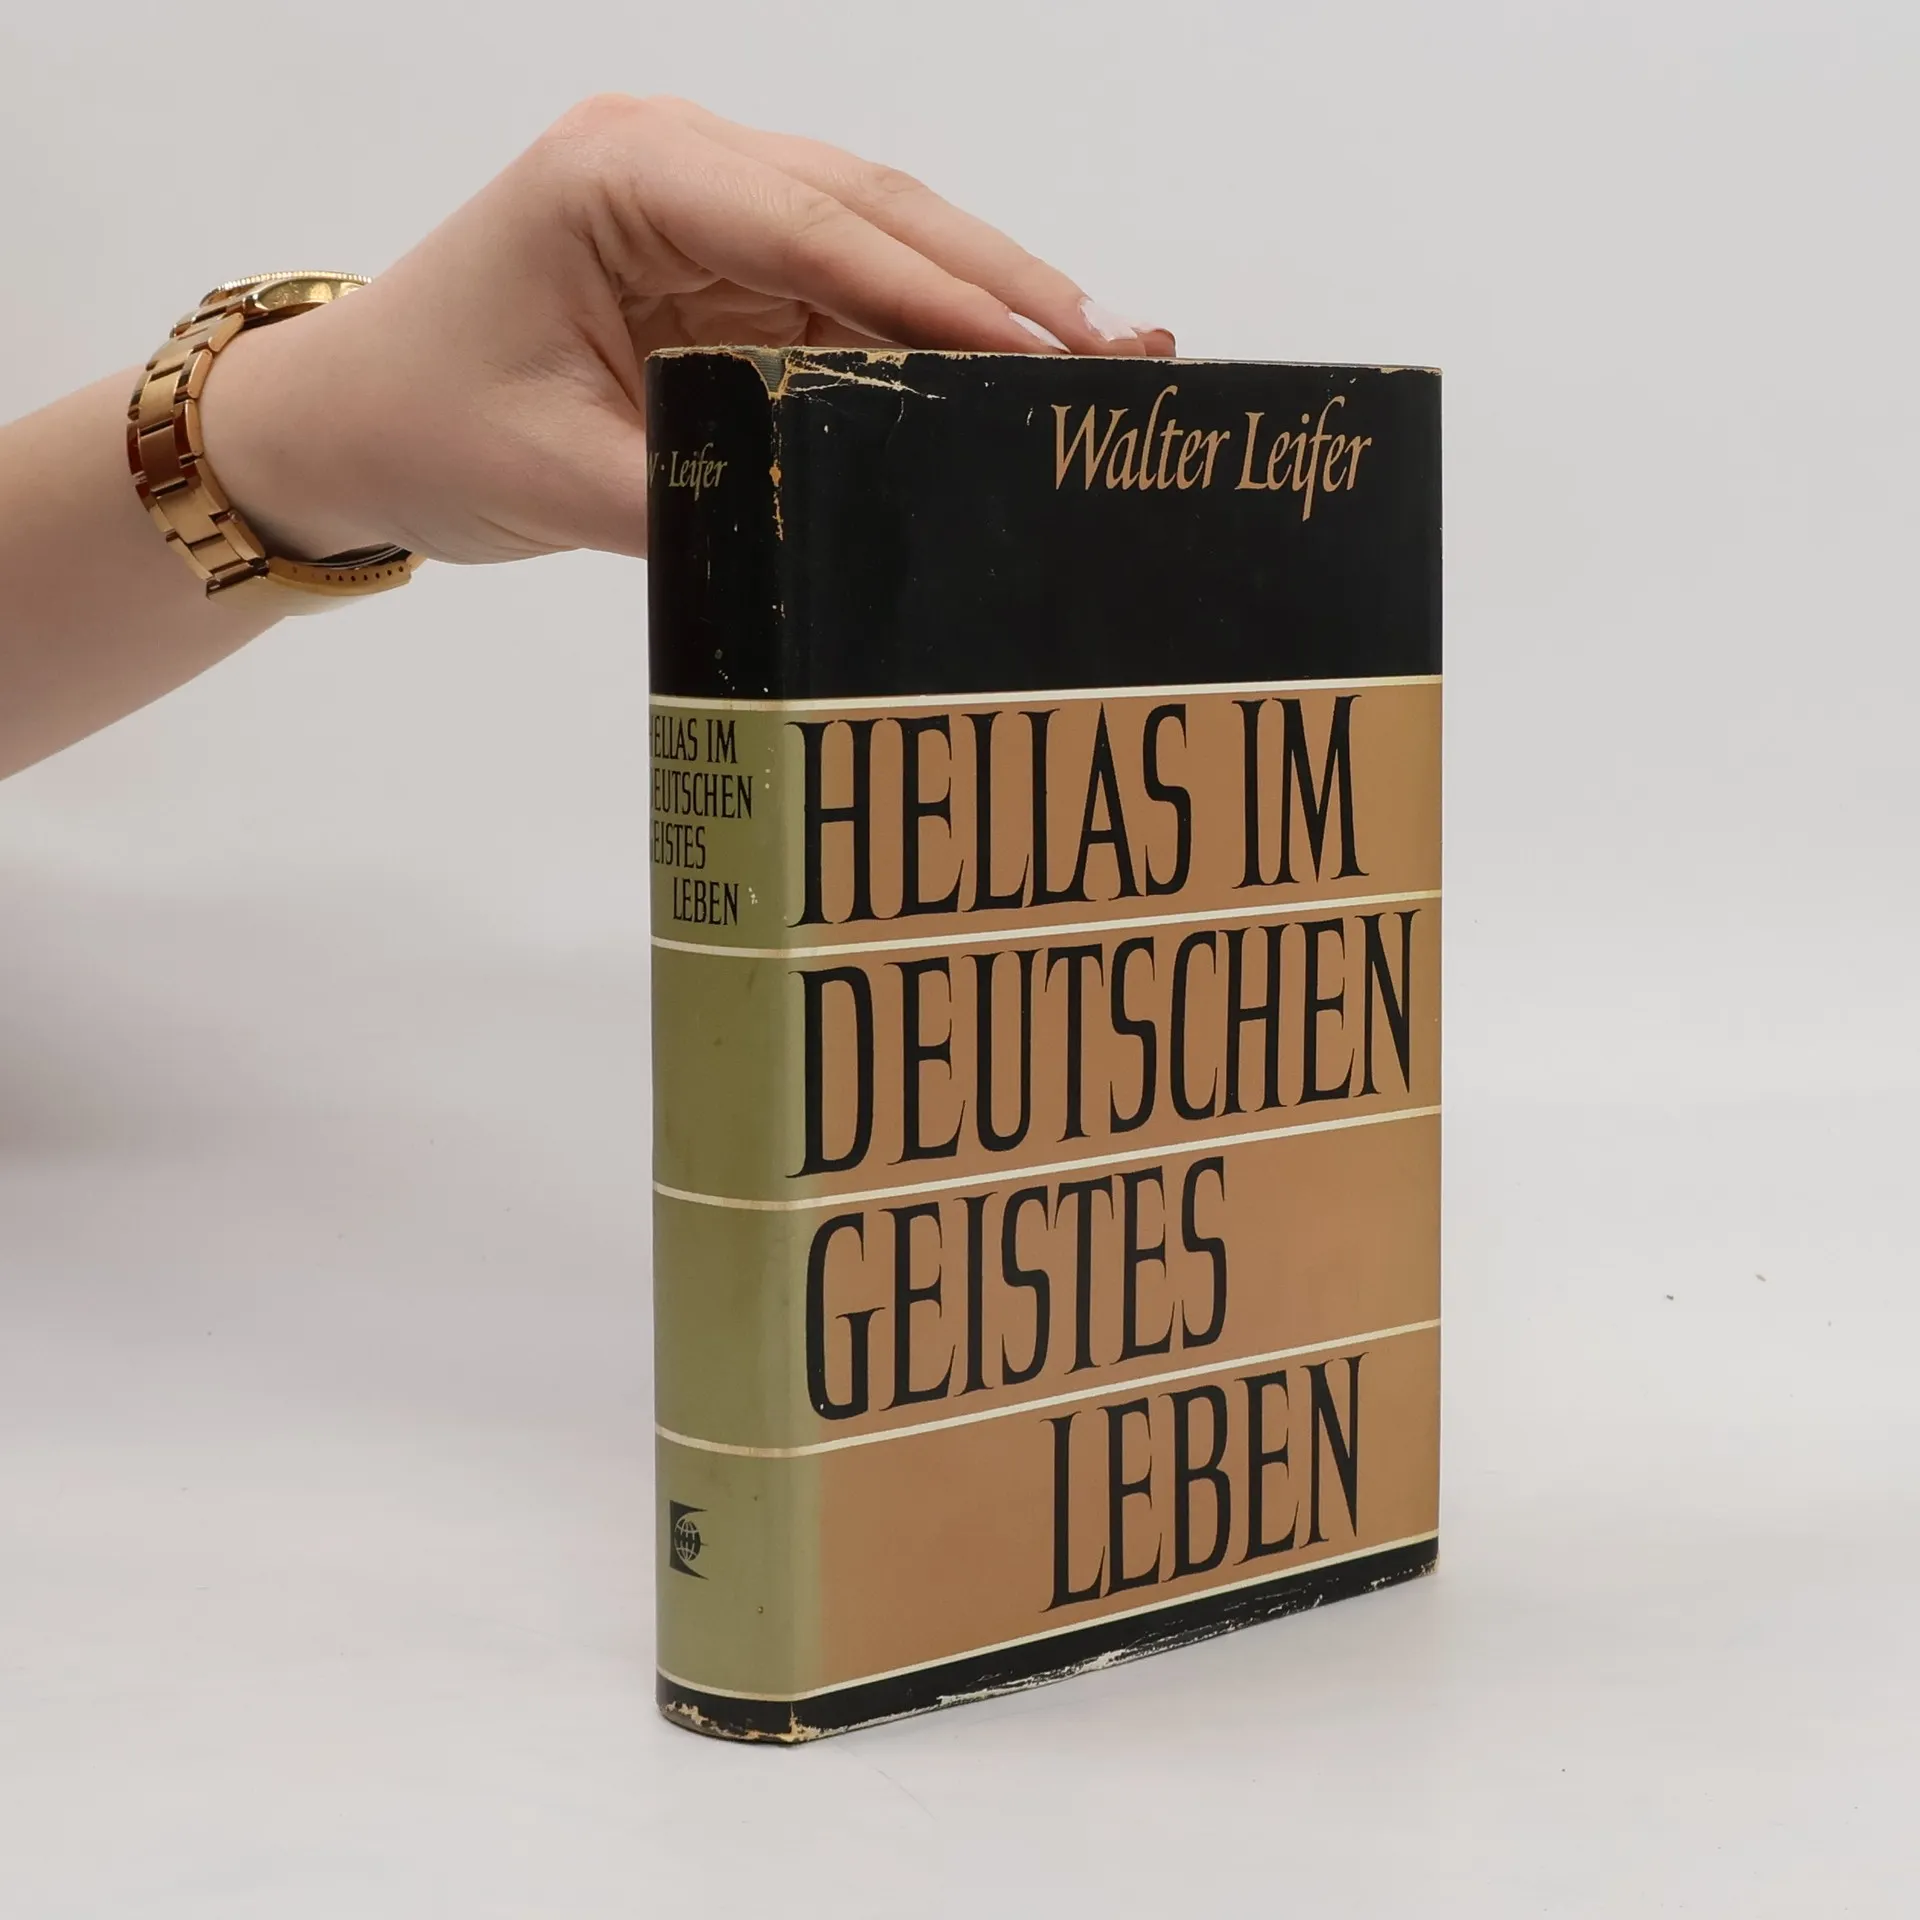 Walter Leifer
HELLAS IM
DEUTSCHEN
GEISTES
LEBEN
W · Leifer
HELLAS IM
DEUTSCHEN
GEISTES
LEBEN